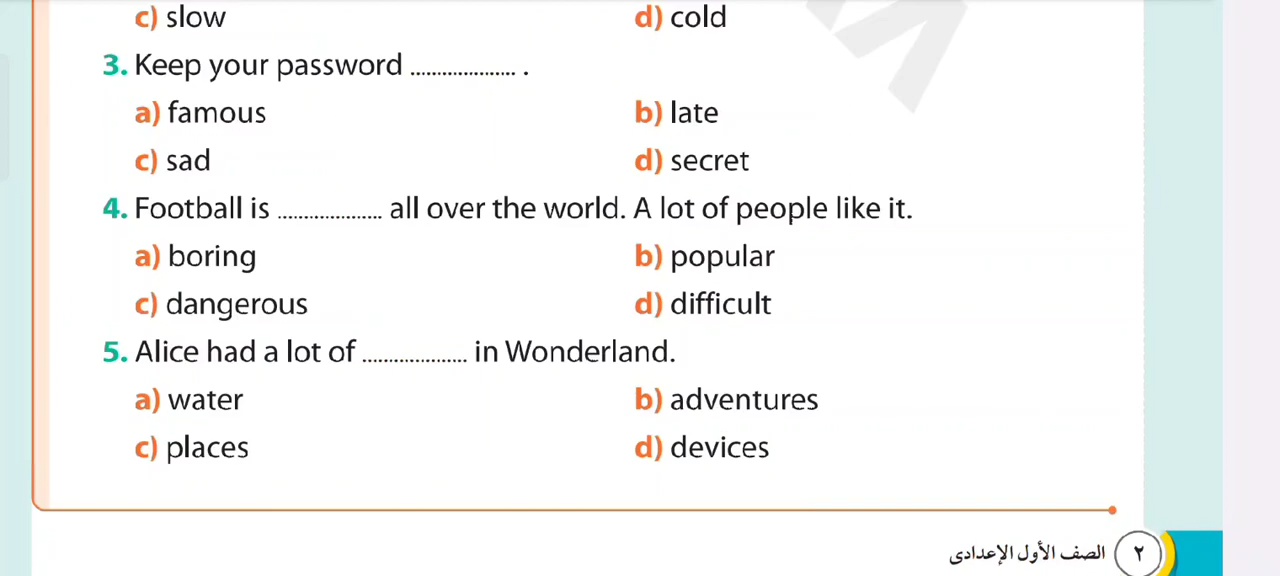 c) slow d) cold
3. Keep your password .................... .
a) famous b) late
c) sad d) secret
4. Football is .................... all over the world. A lot of people like it.
a) boring b) popular
c) dangerous d) difficult
5. Alice had a lot of .................... in Wonderland.
a) water b) adventures
c) places d) devices
الصف الأول الإعدادى ٢